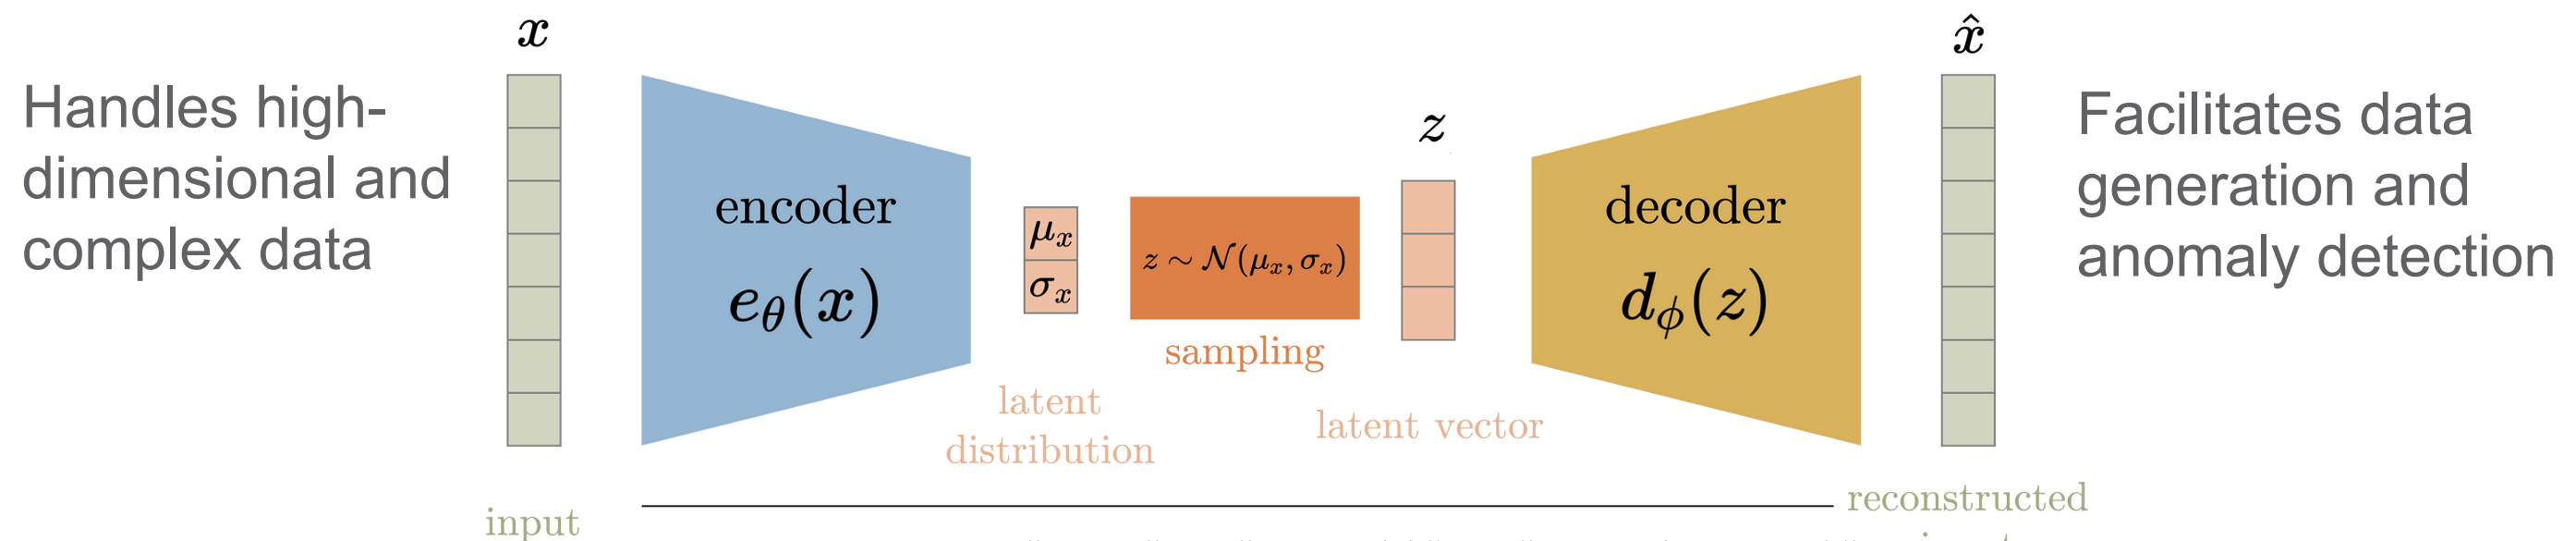 x
x̂
Handles high-
dimensional and
complex data
encoder
e_θ(x)
μ_x
σ_x
latent
distribution
z ∼ N(μ_x, σ_x)
sampling
z
latent vector
decoder
d_ϕ(z)
Facilitates data
generation and
anomaly detection
input
reconstructed